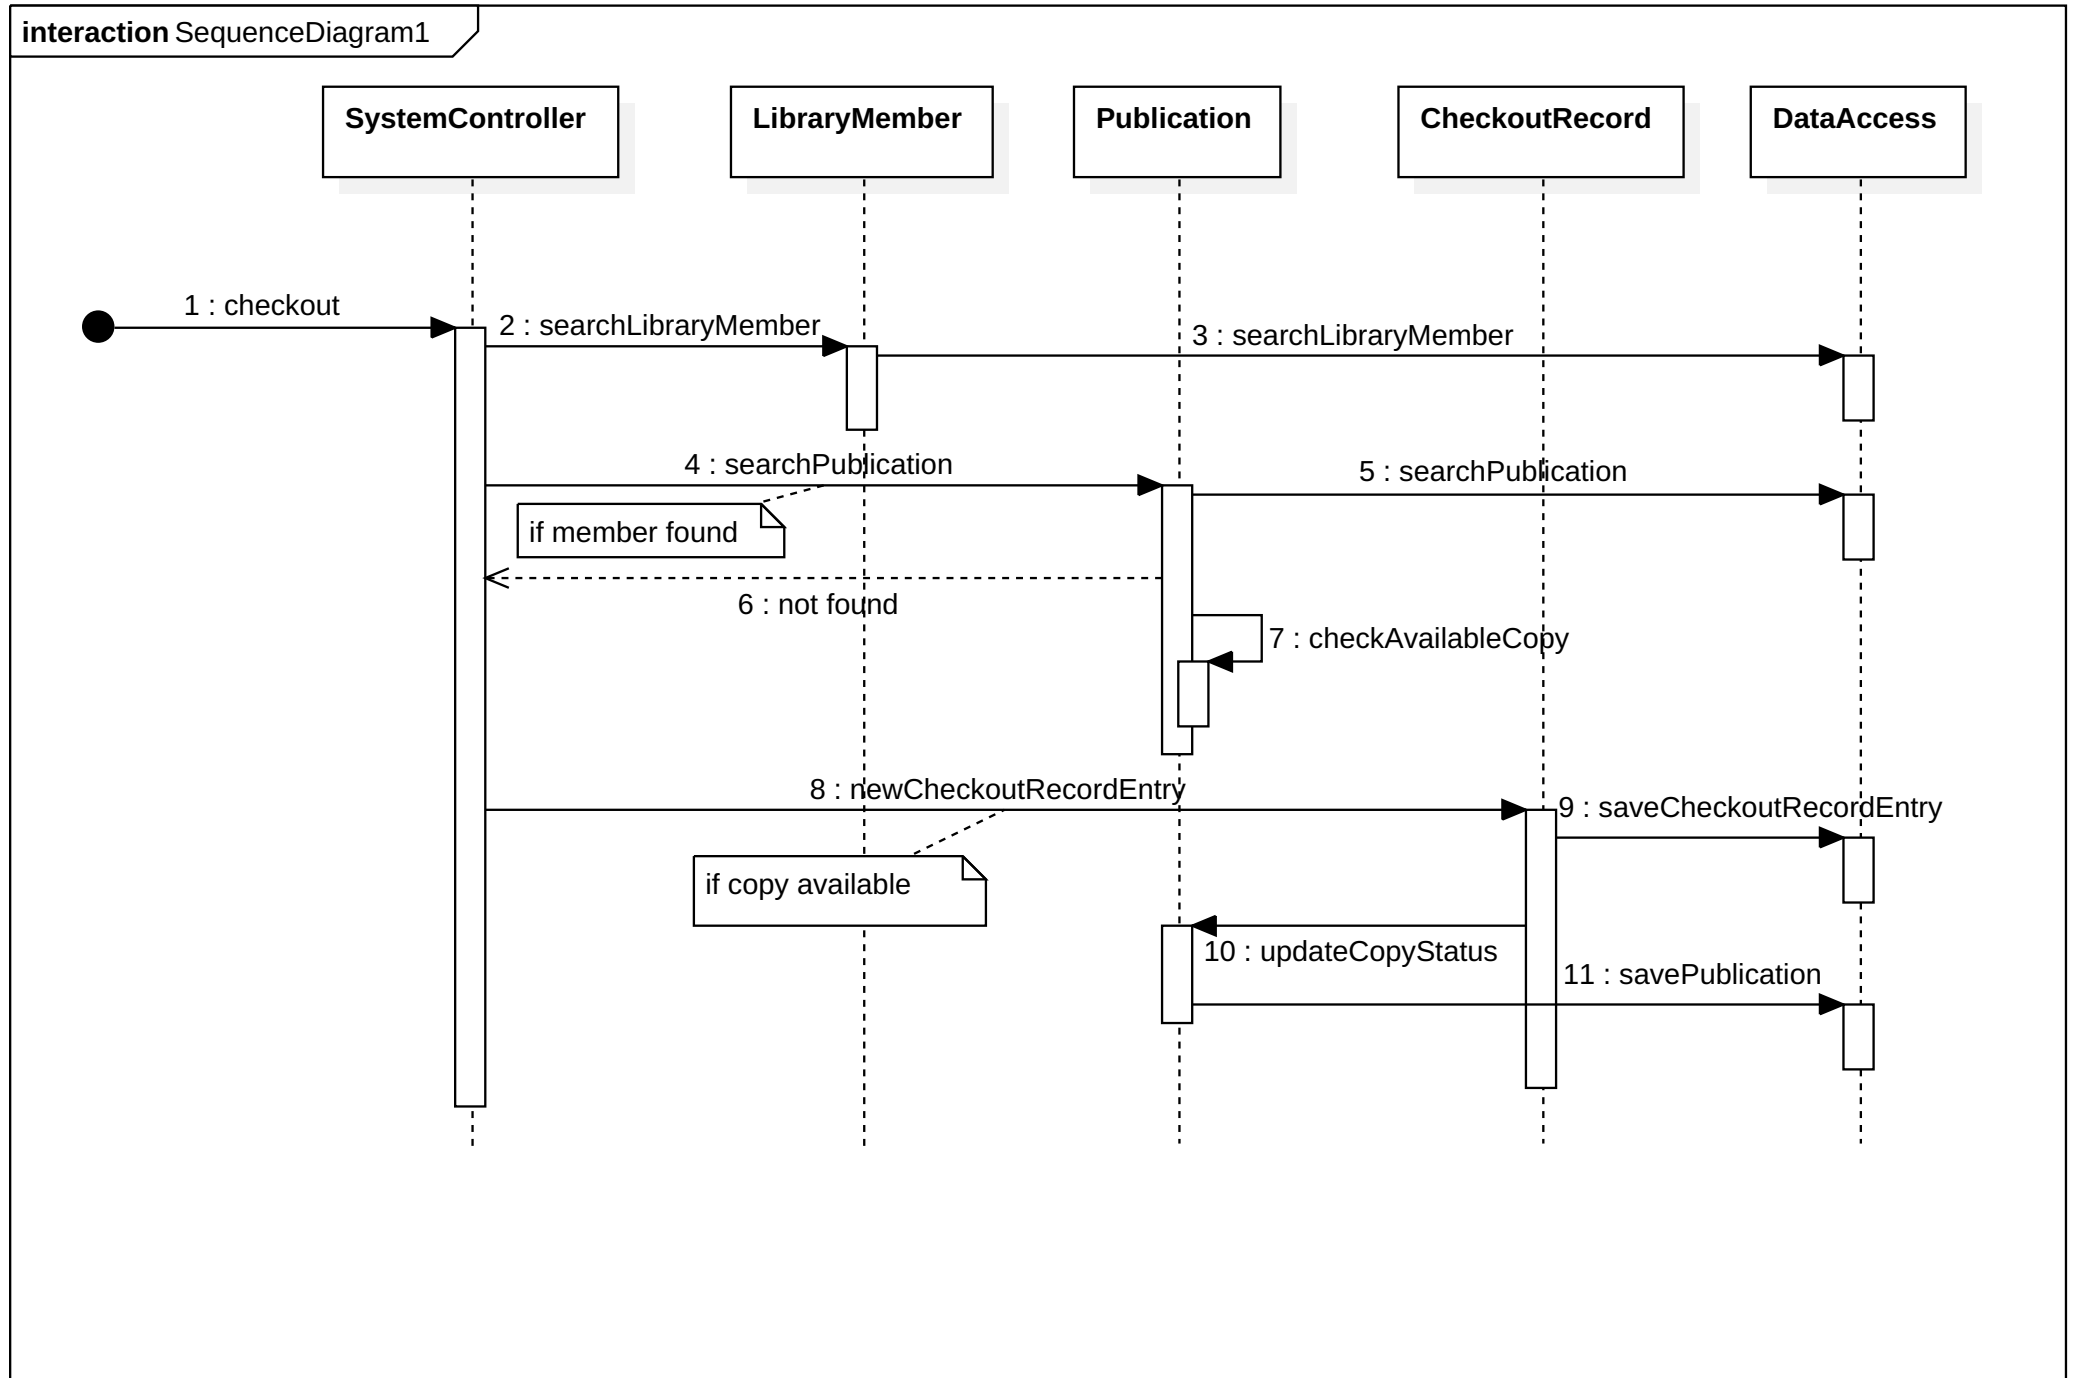 interaction SequenceDiagram1
SystemController
LibraryMember
Publication
CheckoutRecord
DataAccess
1 : checkout
2 : searchLibraryMember
3 : searchLibraryMember
4 : searchPublication
5 : searchPublication
if member found
6 : not found
7 : checkAvailableCopy
8 : newCheckoutRecordEntry
9 : saveCheckoutRecordEntry
if copy available
10 : updateCopyStatus
11 : savePublication